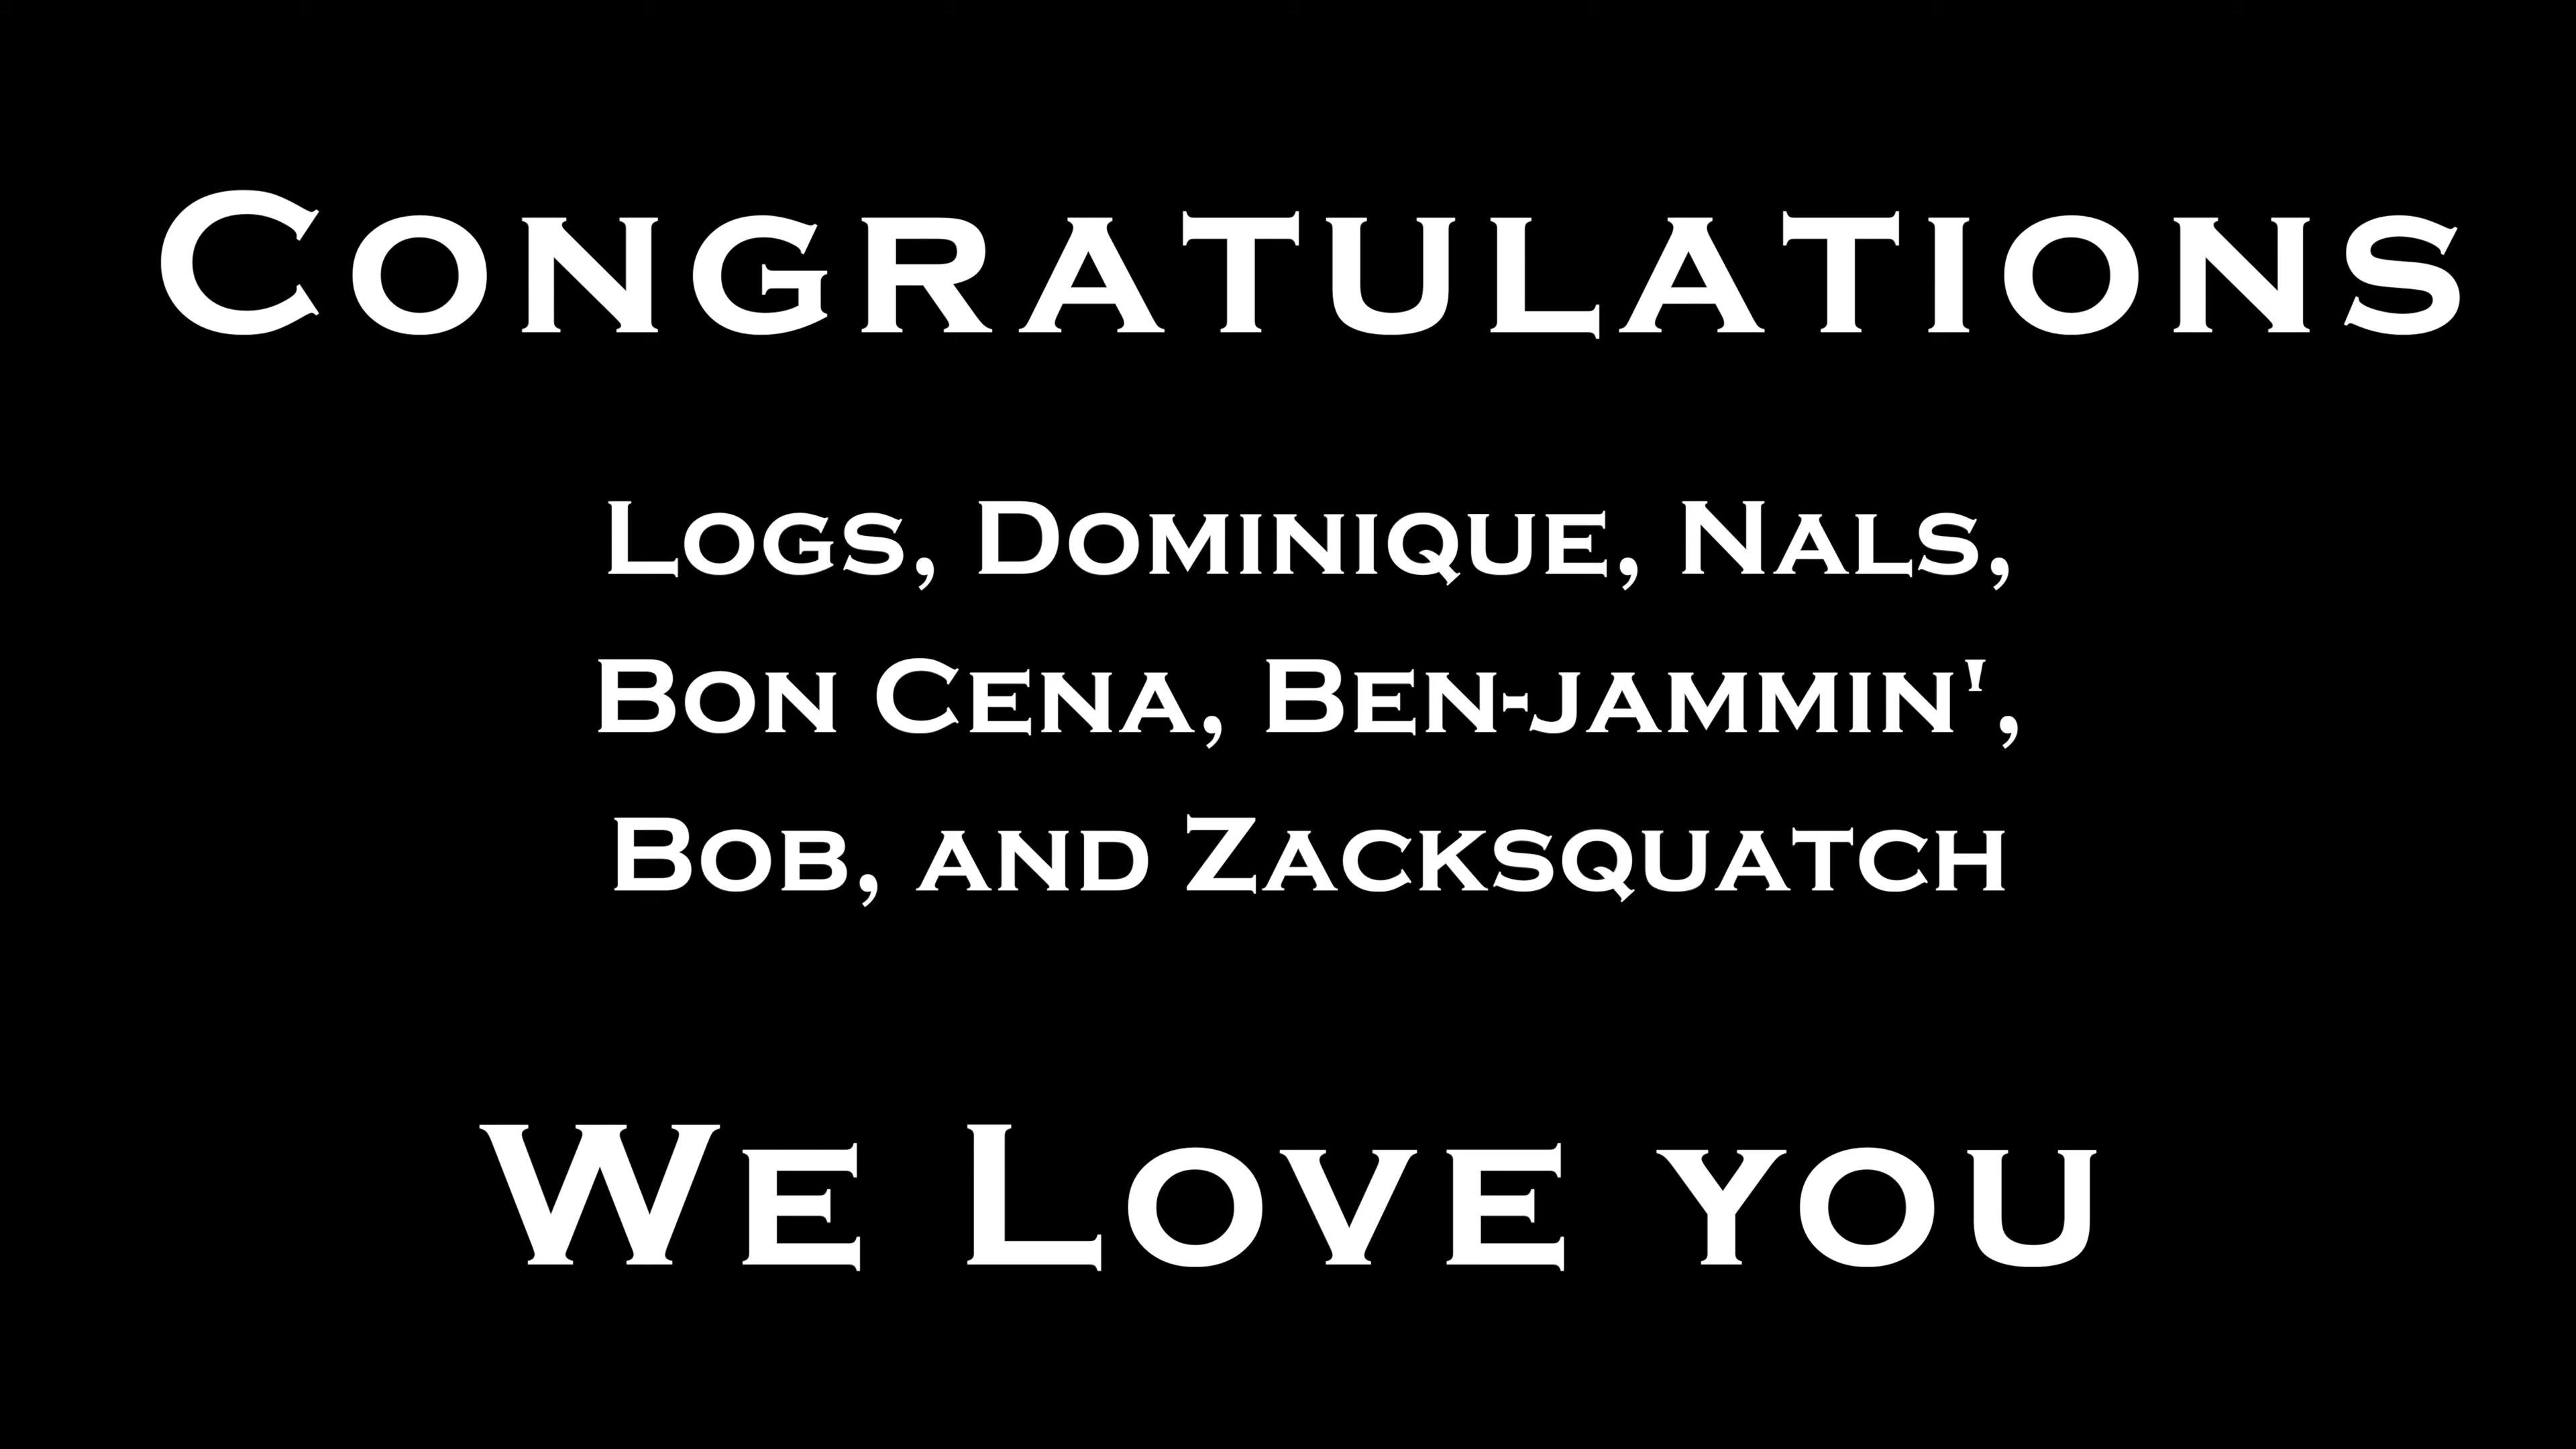 Congratulations
Logs, Dominique, Nals,
Bon Cena, Ben-jammin',
Bob, and Zacksquatch
We Love you